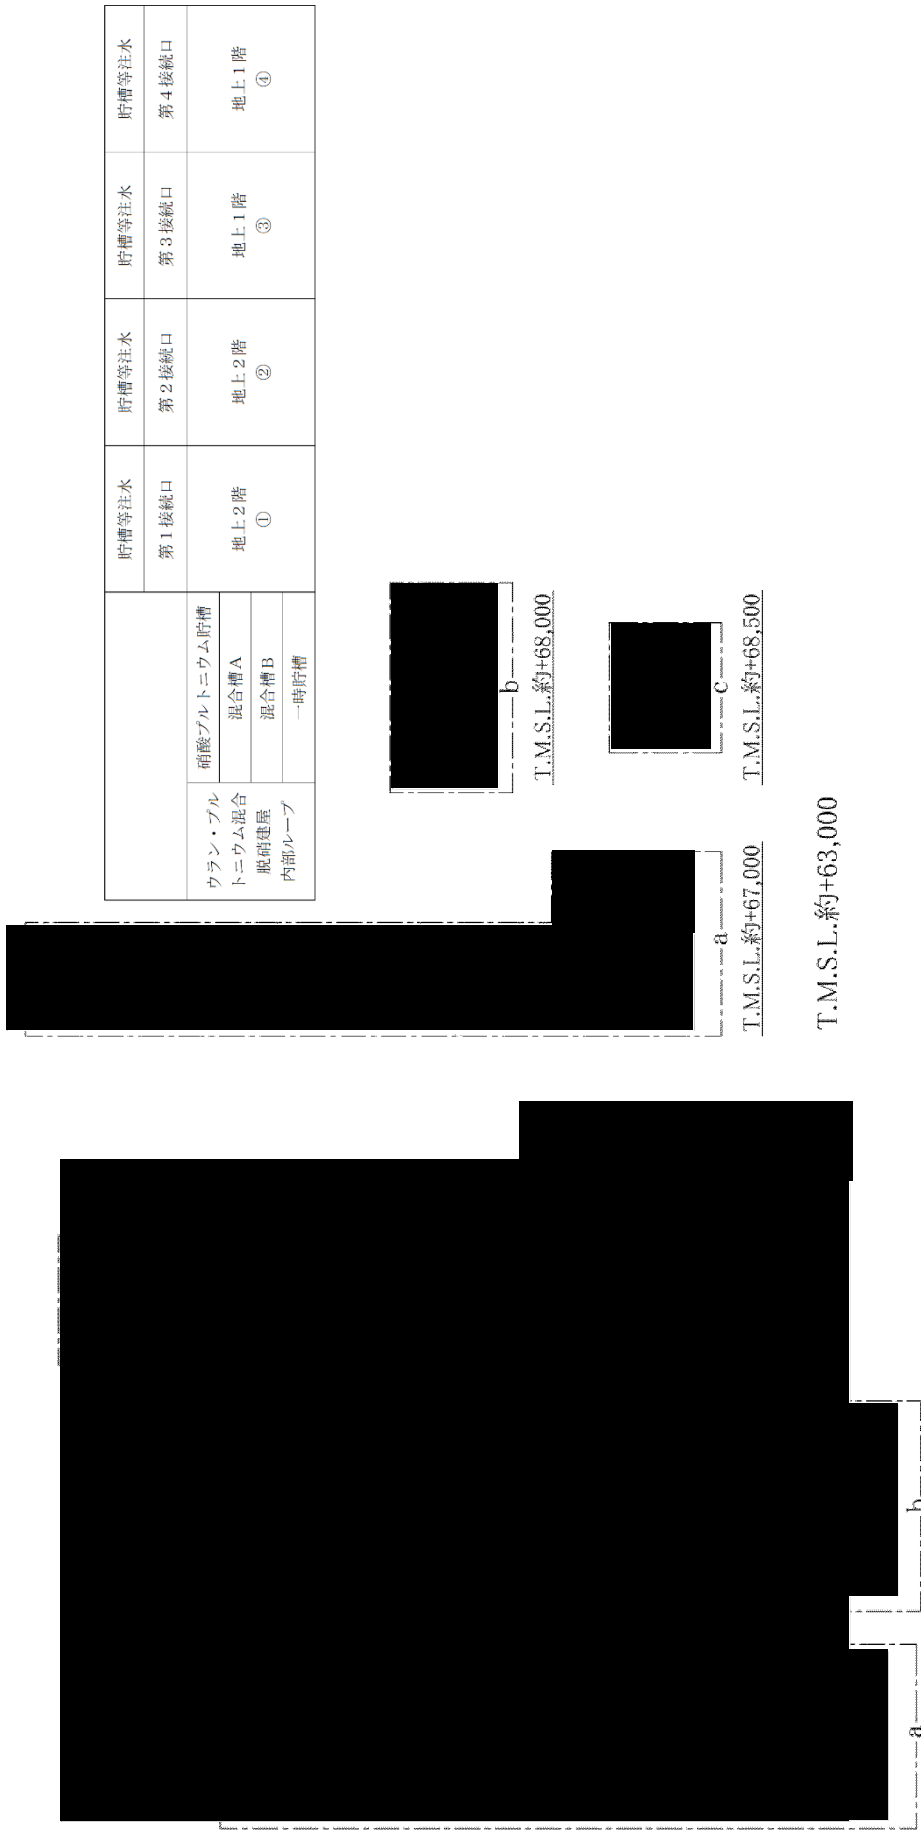 貯槽等注水
第1接続口
貯槽等注水
第2接続口
貯槽等注水
第3接続口
貯槽等注水
第4接続口
ウラン・プル
トニウム混合
脱硝建屋
内部ループ
硝酸プルトニウム貯槽
混合槽A
混合槽B
一時貯槽
地上2階
①
地上2階
②
地上1階
③
地上1階
④
b
T.M.S.L.約+68,000
c
T.M.S.L.約+68,500
a
T.M.S.L.約+67,000
T.M.S.L.約+63,000
b
a